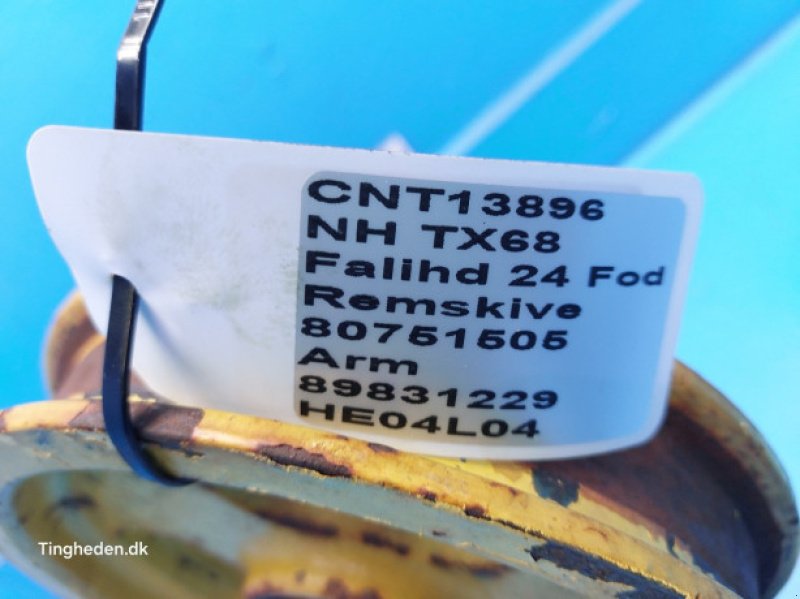 CNT13896
NH TX68
Falihd 24 Fod
Remskive
80751505
Arm
89831229
HE04L04
Tingheden.dk